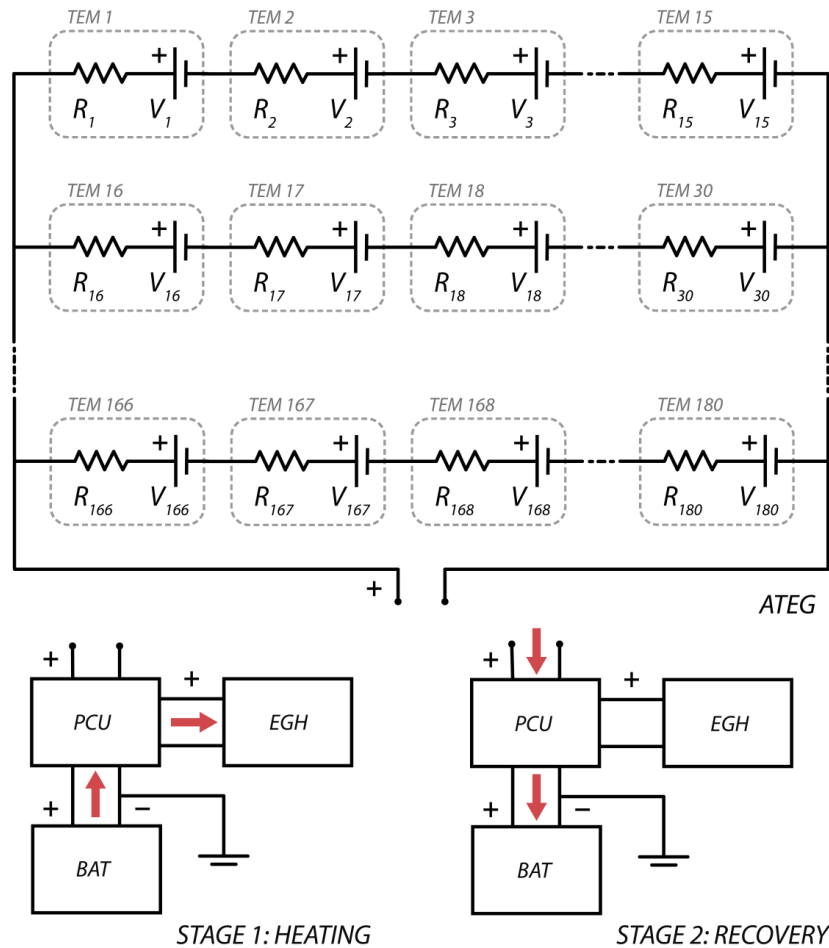 TEM 1 TEM 2 TEM 3 TEM 15
+ + + +
R1 V1 R2 V2 R3 V3 R15 V15
TEM 16 TEM 17 TEM 18 TEM 30
+ + + +
R16 V16 R17 V17 R18 V18 R30 V30
TEM 166 TEM 167 TEM 168 TEM 180
+ + + +
R166 V166 R167 V167 R168 V168 R180 V180
+
ATEG
+ + + +
PCU EGH PCU EGH
+ − + −
BAT BAT
STAGE 1: HEATING STAGE 2: RECOVERY